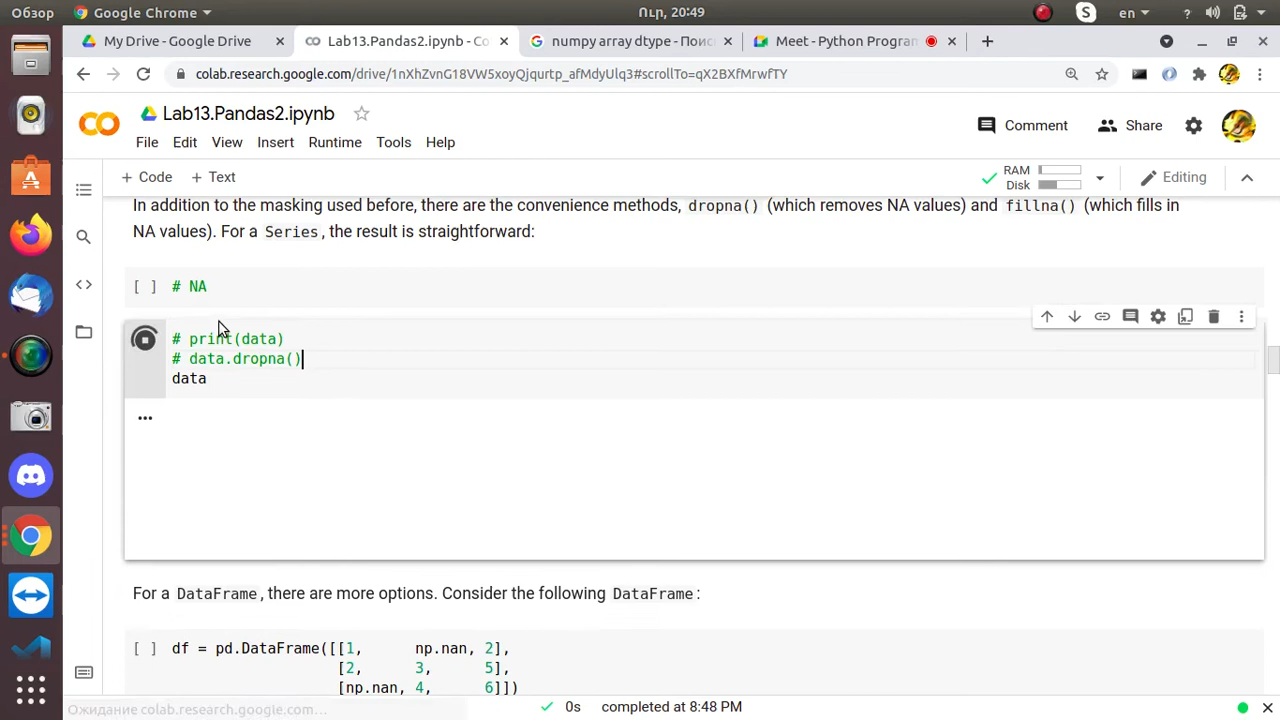 Обзор
Google Chrome
Ուր, 20:49
en
My Drive - Google Drive
Lab13.Pandas2.ipynb - Co
numpy array dtype - Поис
Meet - Python Progran
colab.research.google.com/drive/1nXhZvnG18VW5xoyQjqurtp_afMdyUlq3#scrollTo=qX2BXfMrwfTY
Lab13.Pandas2.ipynb
Comment
Share
File Edit View Insert Runtime Tools Help
+ Code + Text
RAM
Disk
Editing
In addition to the masking used before, there are the convenience methods, dropna() (which removes NA values) and fillna() (which fills in
NA values). For a Series, the result is straightforward:
[ ] # NA
# print(data)
# data.dropna()
data
For a DataFrame, there are more options. Consider the following DataFrame:
[ ] df = pd.DataFrame([[1, np.nan, 2],
[2, 3, 5],
[np.nan, 4, 6]])
Ожидание colab.research.google.com...
0s completed at 8:48 PM